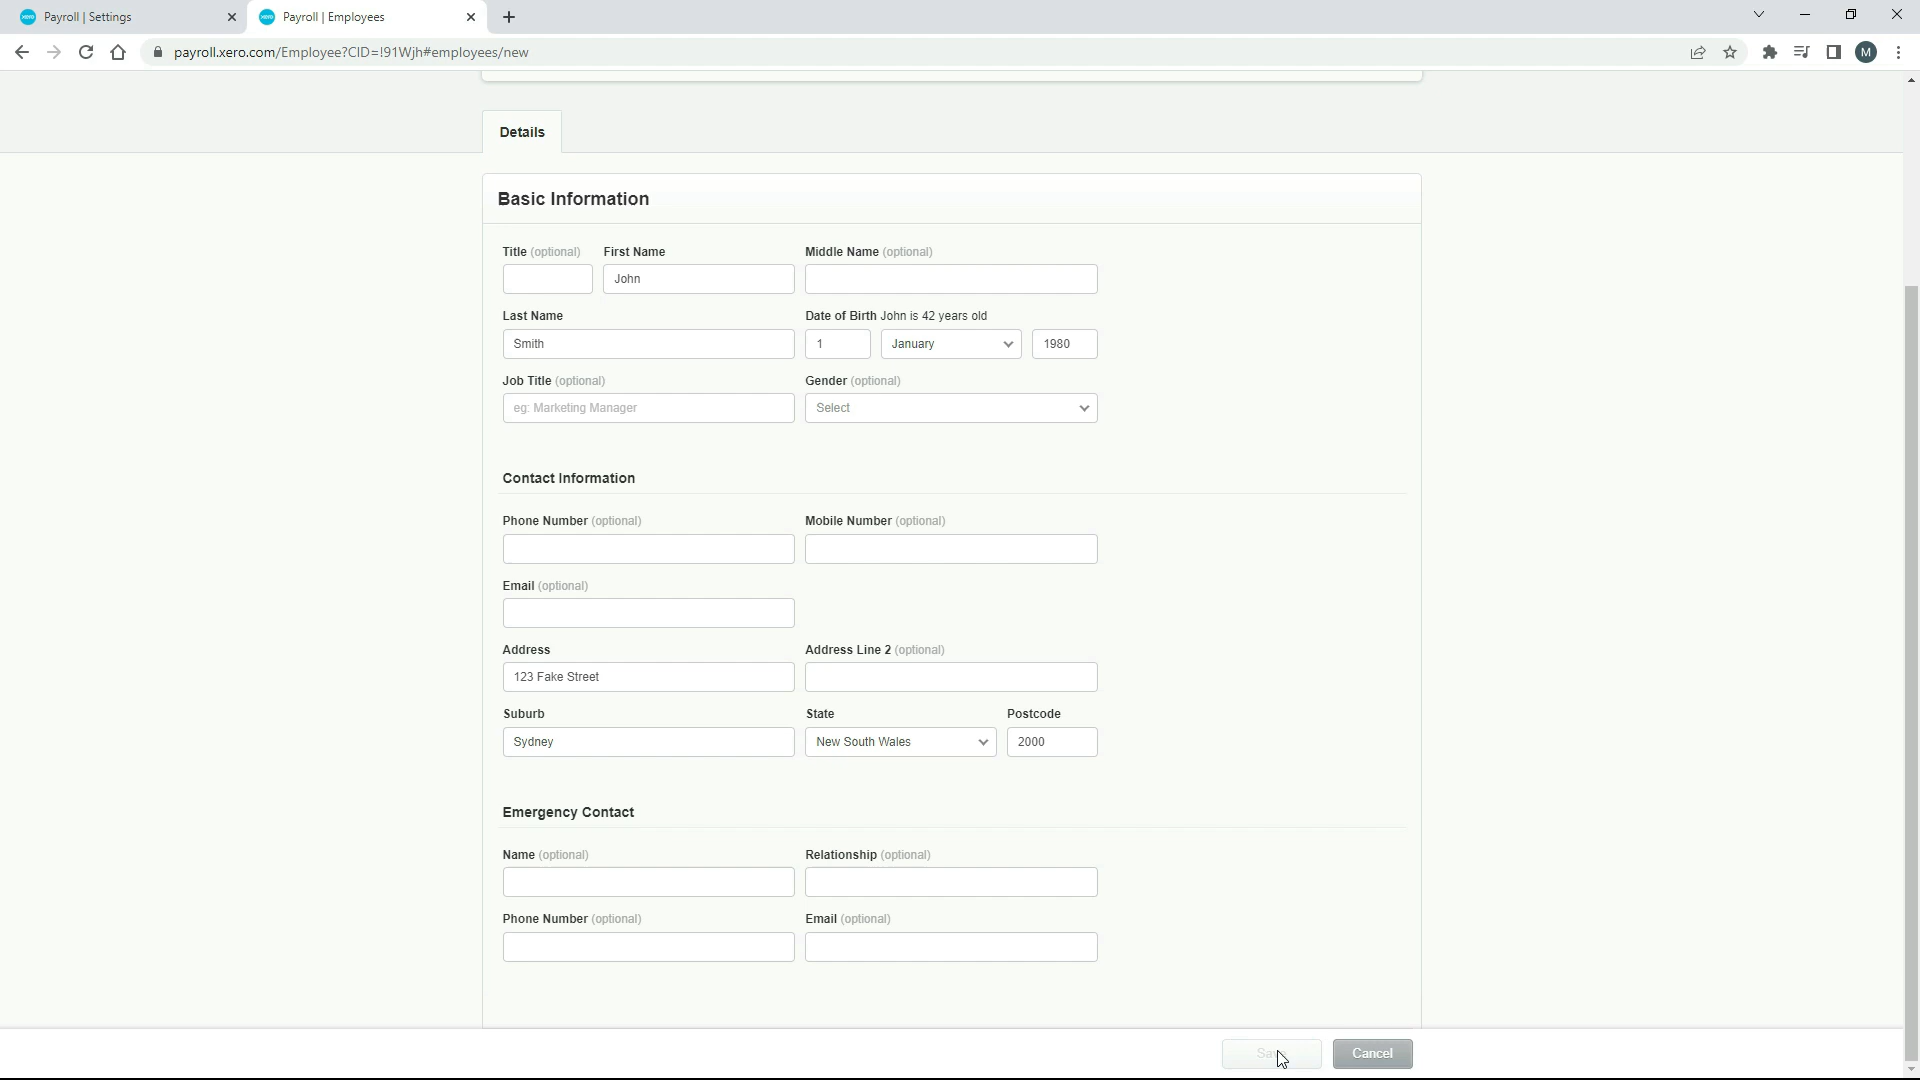 Payroll | Settings
Payroll | Employees
payroll.xero.com/Employee?CID=!91Wjh#employees/new
M
Details
Basic Information
Title (optional) First Name Middle Name (optional)
John
Last Name Date of Birth John is 42 years old
Smith 1 January 1980
Job Title (optional) Gender (optional)
eg: Marketing Manager Select
Contact Information
Phone Number (optional) Mobile Number (optional)
Email (optional)
Address Address Line 2 (optional)
123 Fake Street
Suburb State Postcode
Sydney New South Wales 2000
Emergency Contact
Name (optional) Relationship (optional)
Phone Number (optional) Email (optional)
Cancel